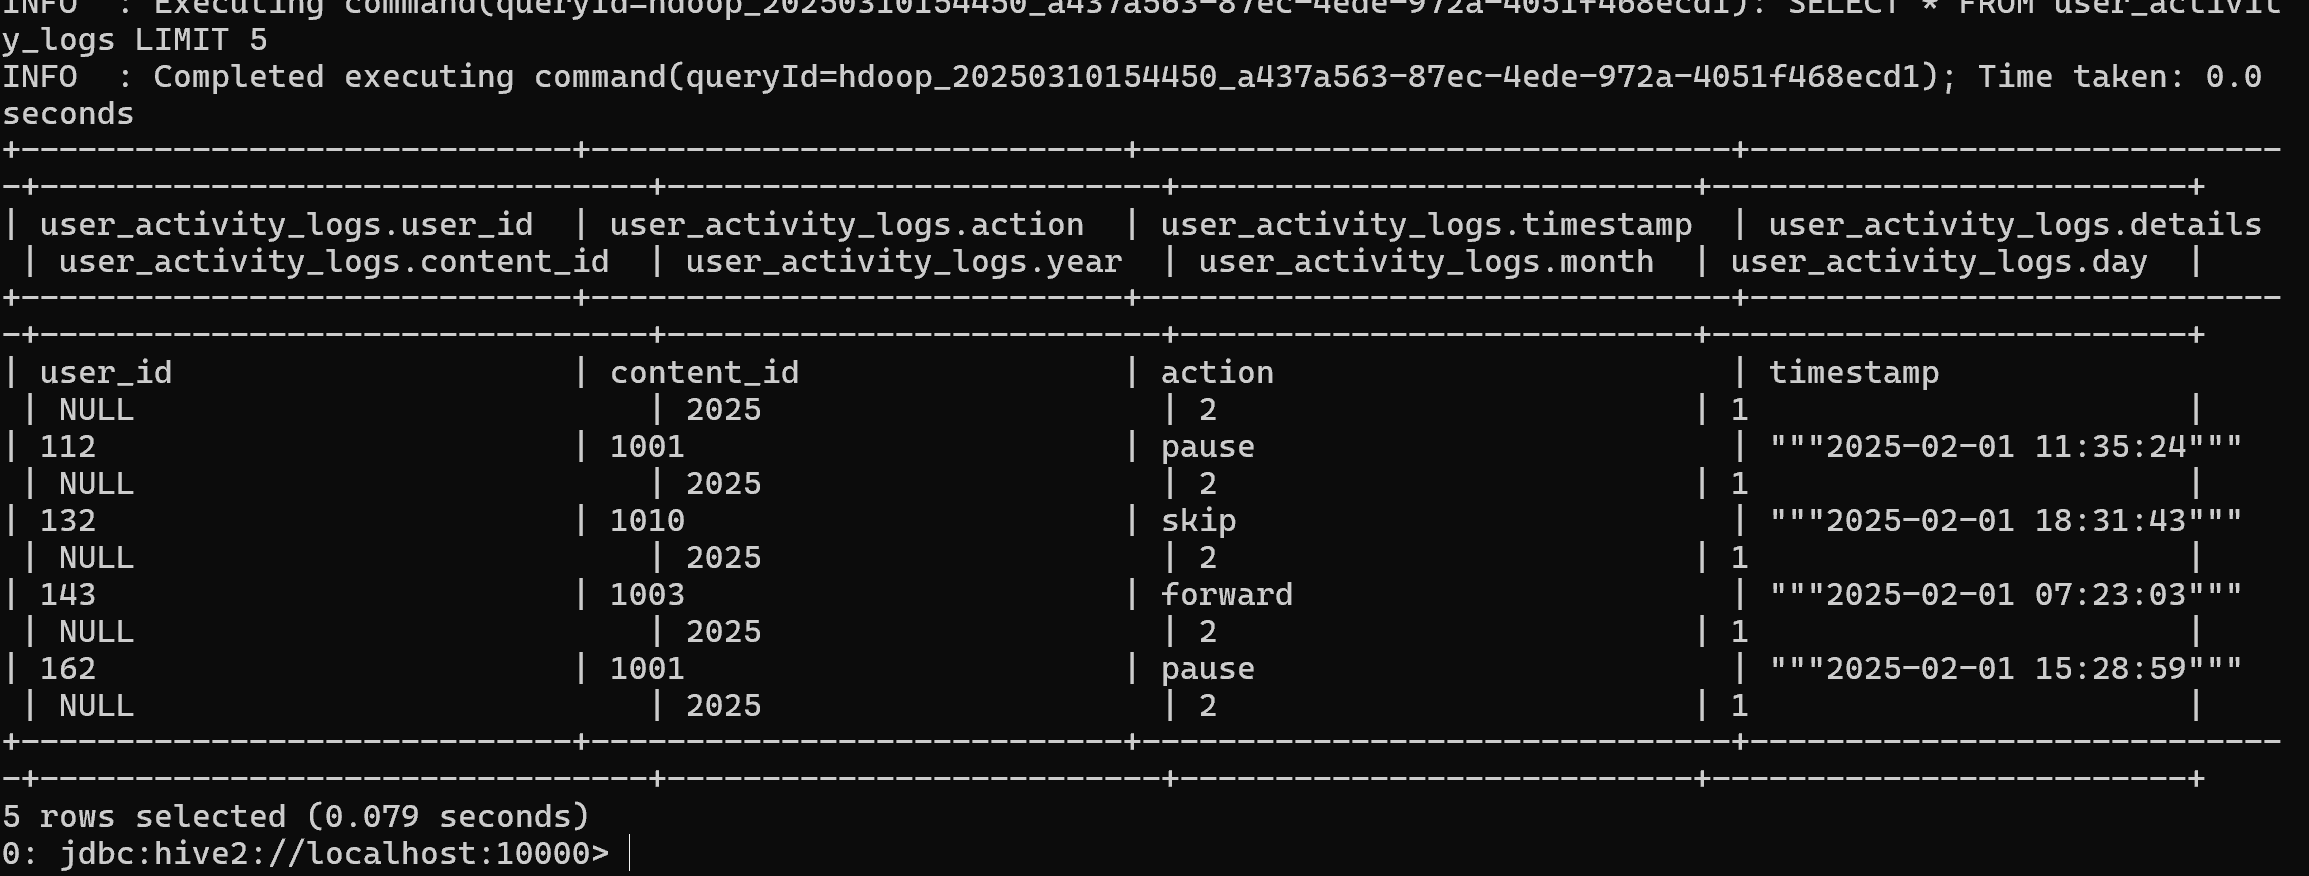 INFO  : Executing command(queryId=hdoop_20250310154450_a437a563-87ec-4ede-972a-4051f468ecd1): SELECT * FROM user_activit
y_logs LIMIT 5
INFO  : Completed executing command(queryId=hdoop_20250310154450_a437a563-87ec-4ede-972a-4051f468ecd1); Time taken: 0.0
seconds
+-----------------------------+----------------------------+-------------------------------+----------------------------
-+--------------------------------+--------------------------+---------------------------+-------------------------+
| user_activity_logs.user_id  | user_activity_logs.action  | user_activity_logs.timestamp  | user_activity_logs.details
 | user_activity_logs.content_id  | user_activity_logs.year  | user_activity_logs.month  | user_activity_logs.day  |
+-----------------------------+----------------------------+-------------------------------+----------------------------
-+--------------------------------+--------------------------+---------------------------+-------------------------+
| user_id                     | content_id                 | action                        | timestamp
 | NULL                           | 2025                     | 2                         | 1                       |
| 112                         | 1001                       | pause                         | """2025-02-01 11:35:24"""
 | NULL                           | 2025                     | 2                         | 1                       |
| 132                         | 1010                       | skip                          | """2025-02-01 18:31:43"""
 | NULL                           | 2025                     | 2                         | 1                       |
| 143                         | 1003                       | forward                       | """2025-02-01 07:23:03"""
 | NULL                           | 2025                     | 2                         | 1                       |
| 162                         | 1001                       | pause                         | """2025-02-01 15:28:59"""
 | NULL                           | 2025                     | 2                         | 1                       |
+-----------------------------+----------------------------+-------------------------------+----------------------------
-+--------------------------------+--------------------------+---------------------------+-------------------------+
5 rows selected (0.079 seconds)
0: jdbc:hive2://localhost:10000>